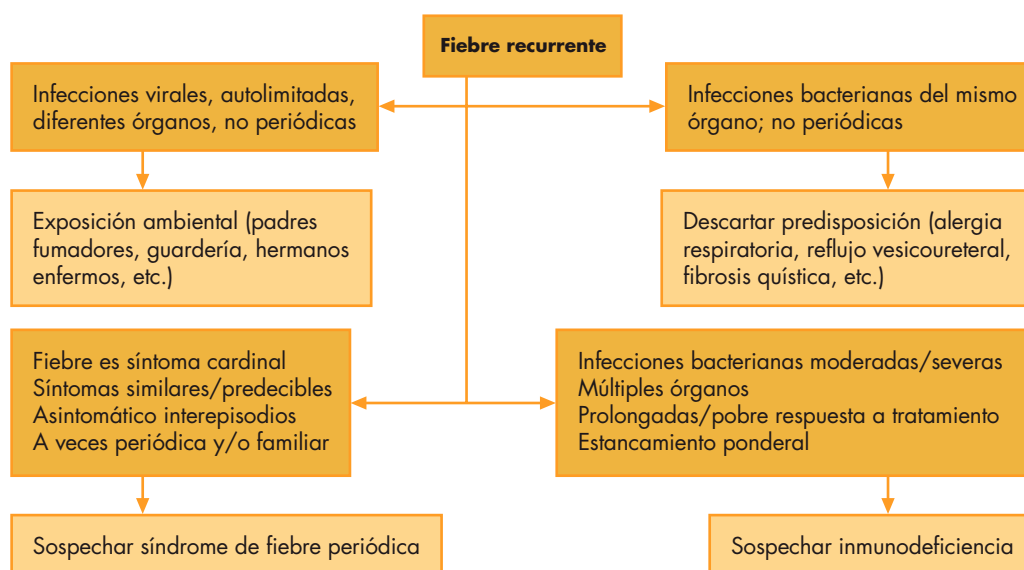 Fiebre recurrente
Infecciones virales, autolimitadas,
diferentes órganos, no periódicas
Infecciones bacterianas del mismo
órgano; no periódicas
Exposición ambiental (padres
fumadores, guardería, hermanos
enfermos, etc.)
Descartar predisposición (alergia
respiratoria, reflujo vesicoureteral,
fibrosis quística, etc.)
Fiebre es síntoma cardinal
Síntomas similares/predecibles
Asintomático interepisodios
A veces periódica y/o familiar
Infecciones bacterianas moderadas/severas
Múltiples órganos
Prolongadas/pobre respuesta a tratamiento
Estancamiento ponderal
Sospechar síndrome de fiebre periódica
Sospechar inmunodeficiencia